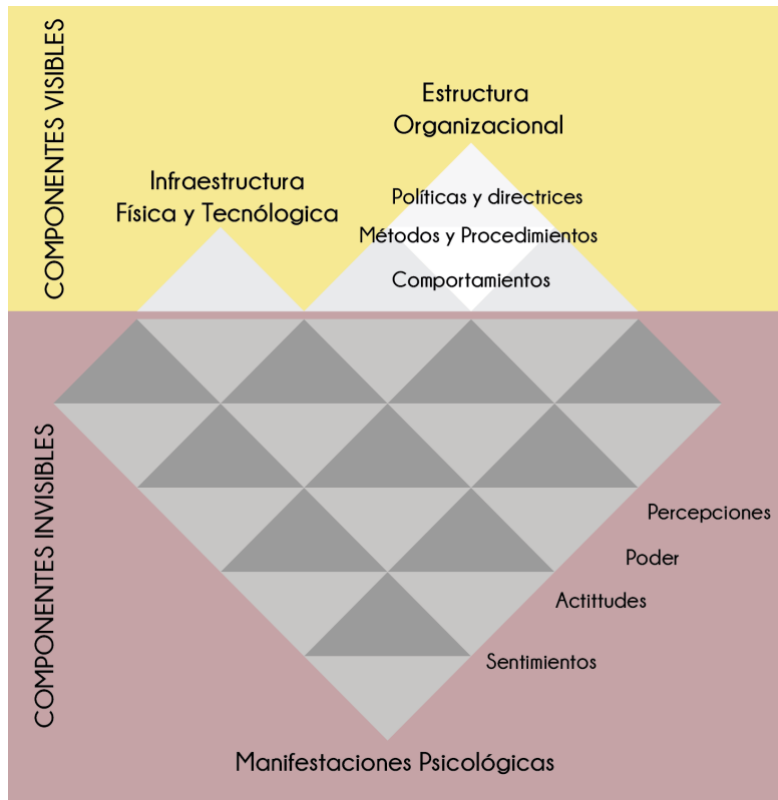 COMPONENTES VISIBLES
Estructura
Organizacional
Infraestructura
Física y Tecnólogica
Políticas y directrices
Métodos y Procedimientos
Comportamientos
COMPONENTES INVISIBLES
Percepciones
Poder
Actittudes
Sentimientos
Manifestaciones Psicológicas